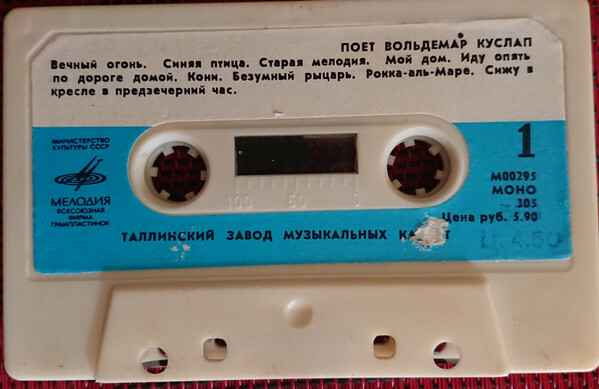 ПОЕТ ВОЛЬДЕМАР КУСЛАП
Вечный огонь. Синяя птица. Старая мелодия. Мой дом. Иду опять
по дороге домой. Кони. Безумный рыцарь. Рокка-аль-Маре. Сижу в
кресле в предзечерний час.
МИНИСТЕРСТВО
КУЛЬТУРЫ СССР
МЕЛОДИЯ
ВСЕСОЮЗНАЯ
ФИРМА
ГРАМПЛАСТИНОК
100 50 0
1
М00295
МОНО
305
Цена руб. 5.90
Ц. 4.50
ТАЛЛИНСКИЙ ЗАВОД МУЗЫКАЛЬНЫХ